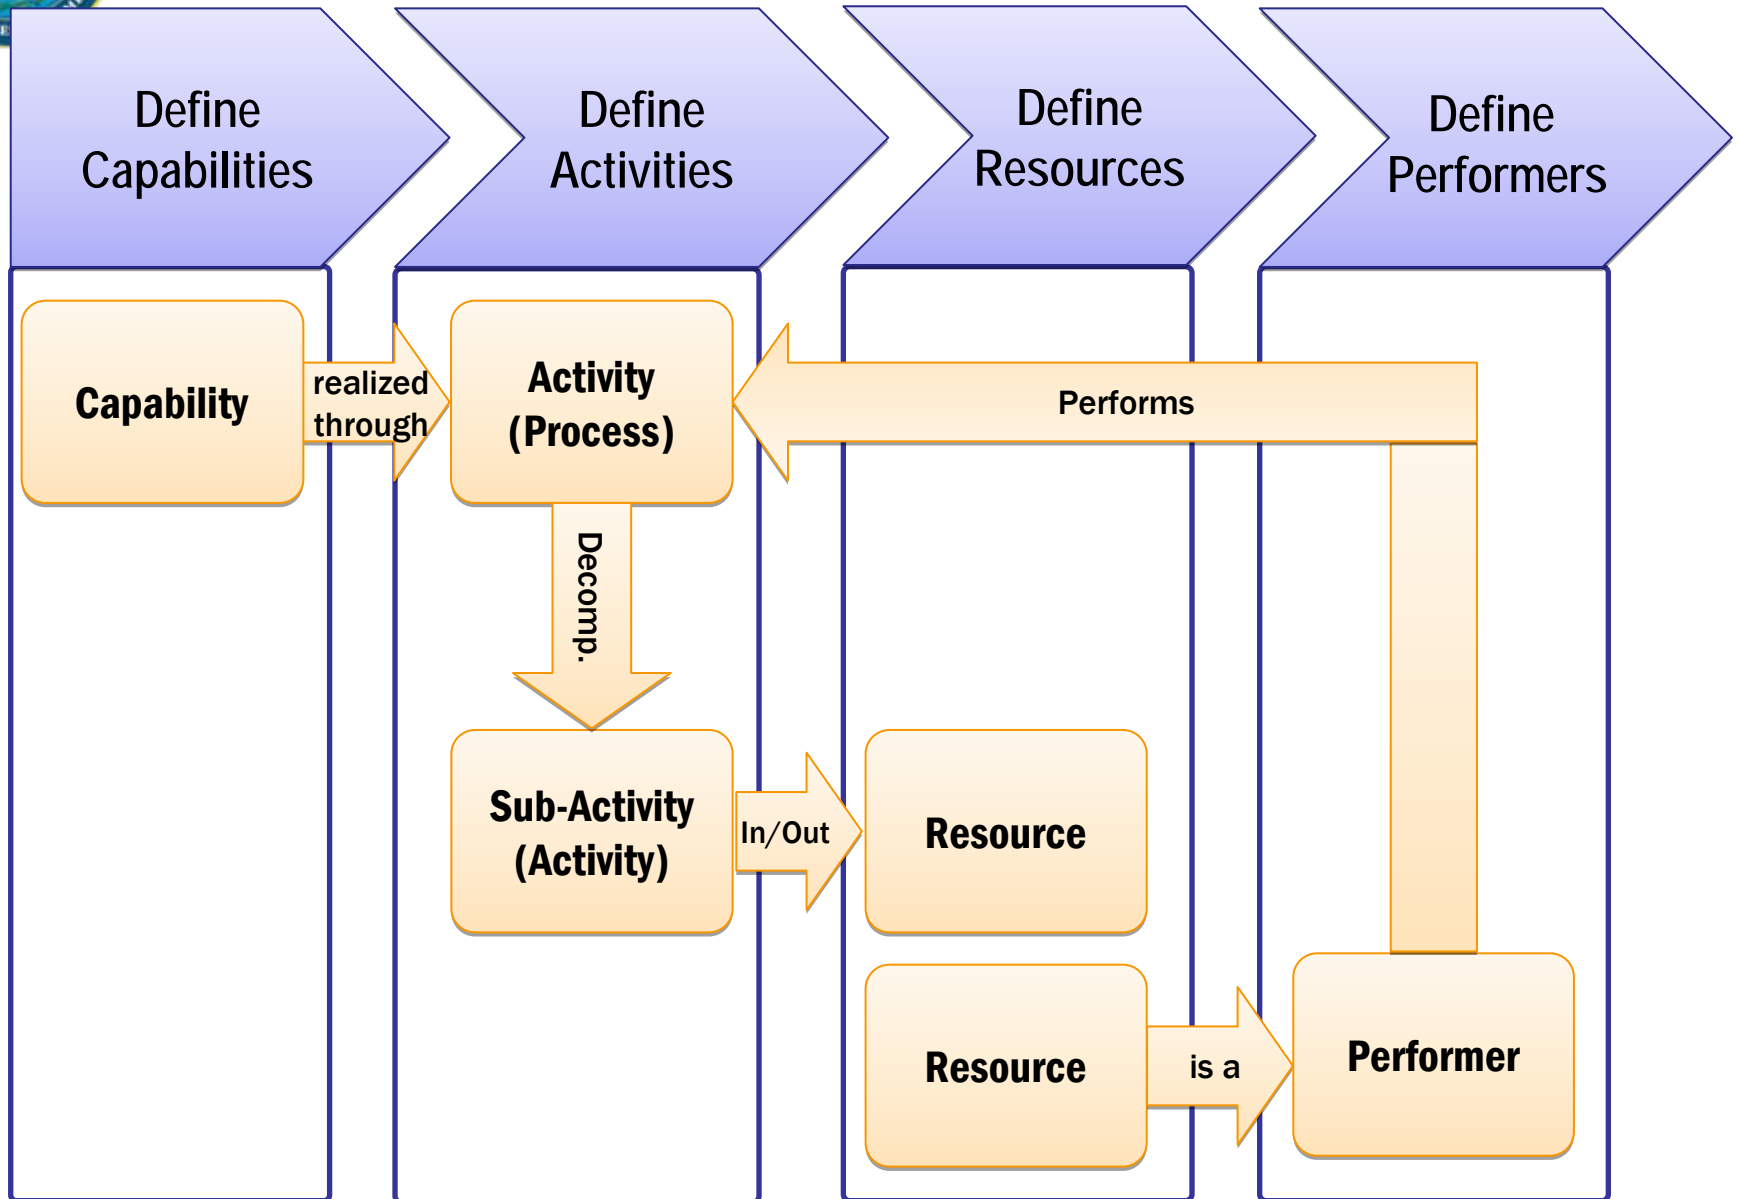 Define
Capabilities
Define
Activities
Define
Resources
Define
Performers
Capability
realized
through
Activity
(Process)
Performs
Decomp.
Sub-Activity
(Activity)
In/Out
Resource
Resource
is a
Performer